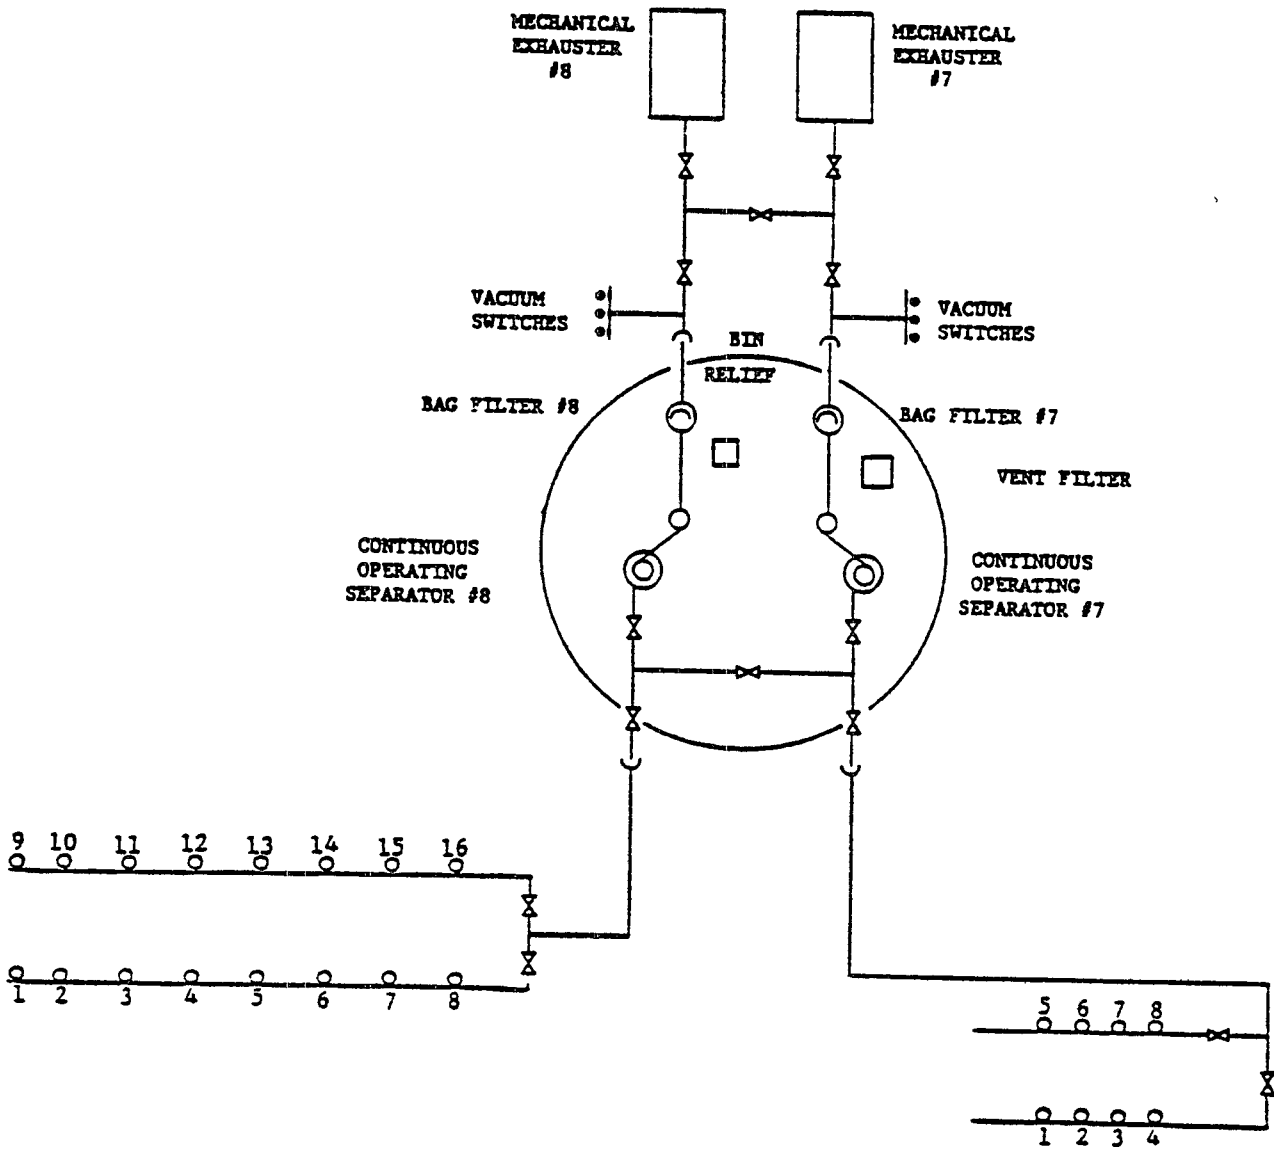 MECHANICAL
EXHAUSTER
#8
MECHANICAL
EXHAUSTER
#7
VACUUM
SWITCHES
VACUUM
SWITCHES
BIN
RELIEF
BAG FILTER #8
BAG FILTER #7
VENT FILTER
CONTINUOUS
OPERATING
SEPARATOR #8
CONTINUOUS
OPERATING
SEPARATOR #7
9 10 11 12 13 14 15 16
1 2 3 4 5 6 7 8
5 6 7 8
1 2 3 4